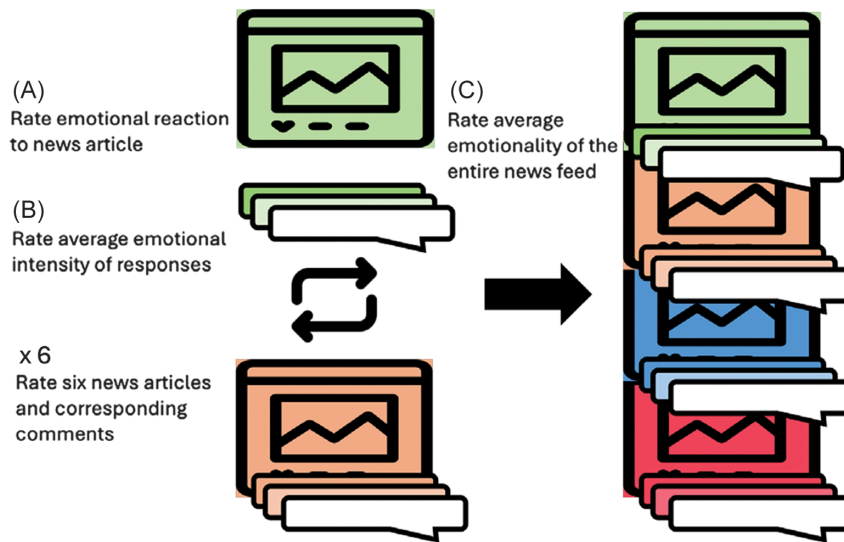 (A)
Rate emotional reaction
to news article
(B)
Rate average emotional
intensity of responses
x 6
Rate six news articles
and corresponding
comments
(C)
Rate average
emotionality of the
entire news feed